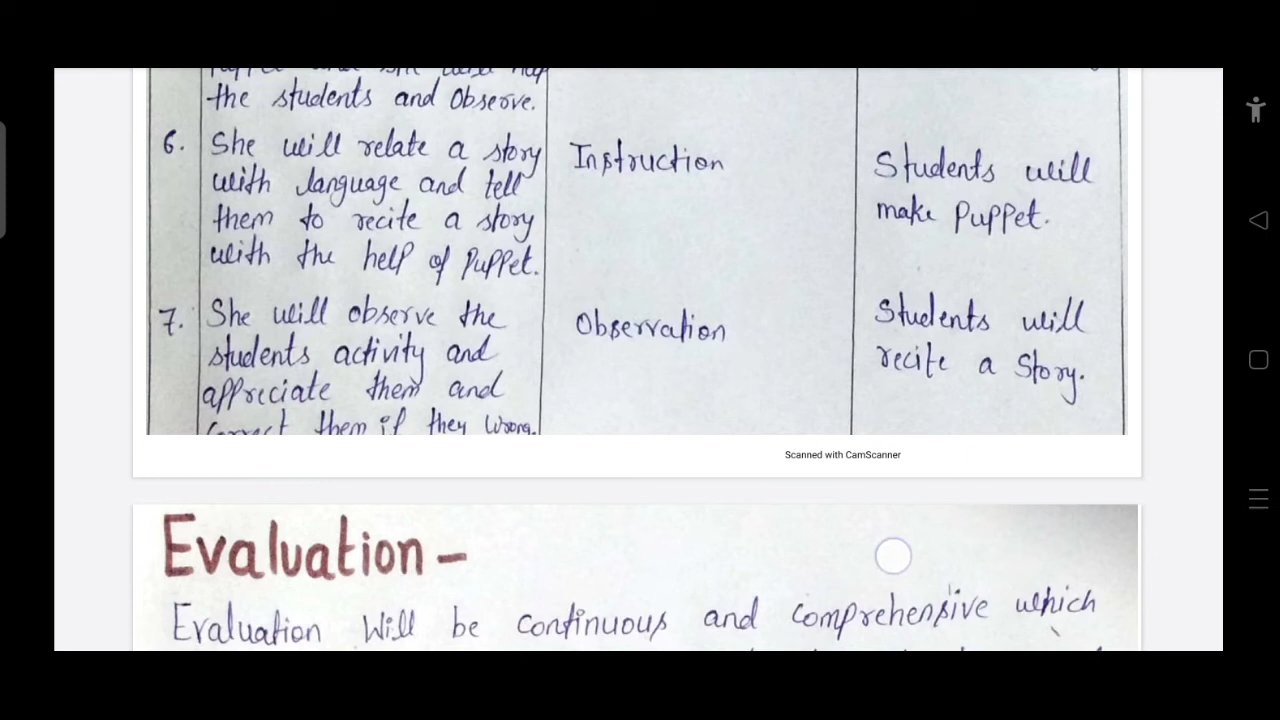 the students and Observe.
6. She will relate a story
with language and tell
them to recite a story
with the help of Puppet.
Instruction
Students will
make Puppet.
7. She will observe the
students activity and
appreciate them and
correct them if they wrong.
Observation
Students will
recite a Story.
Scanned with CamScanner
Evaluation -
Evaluation Will be continuous and comprehensive which